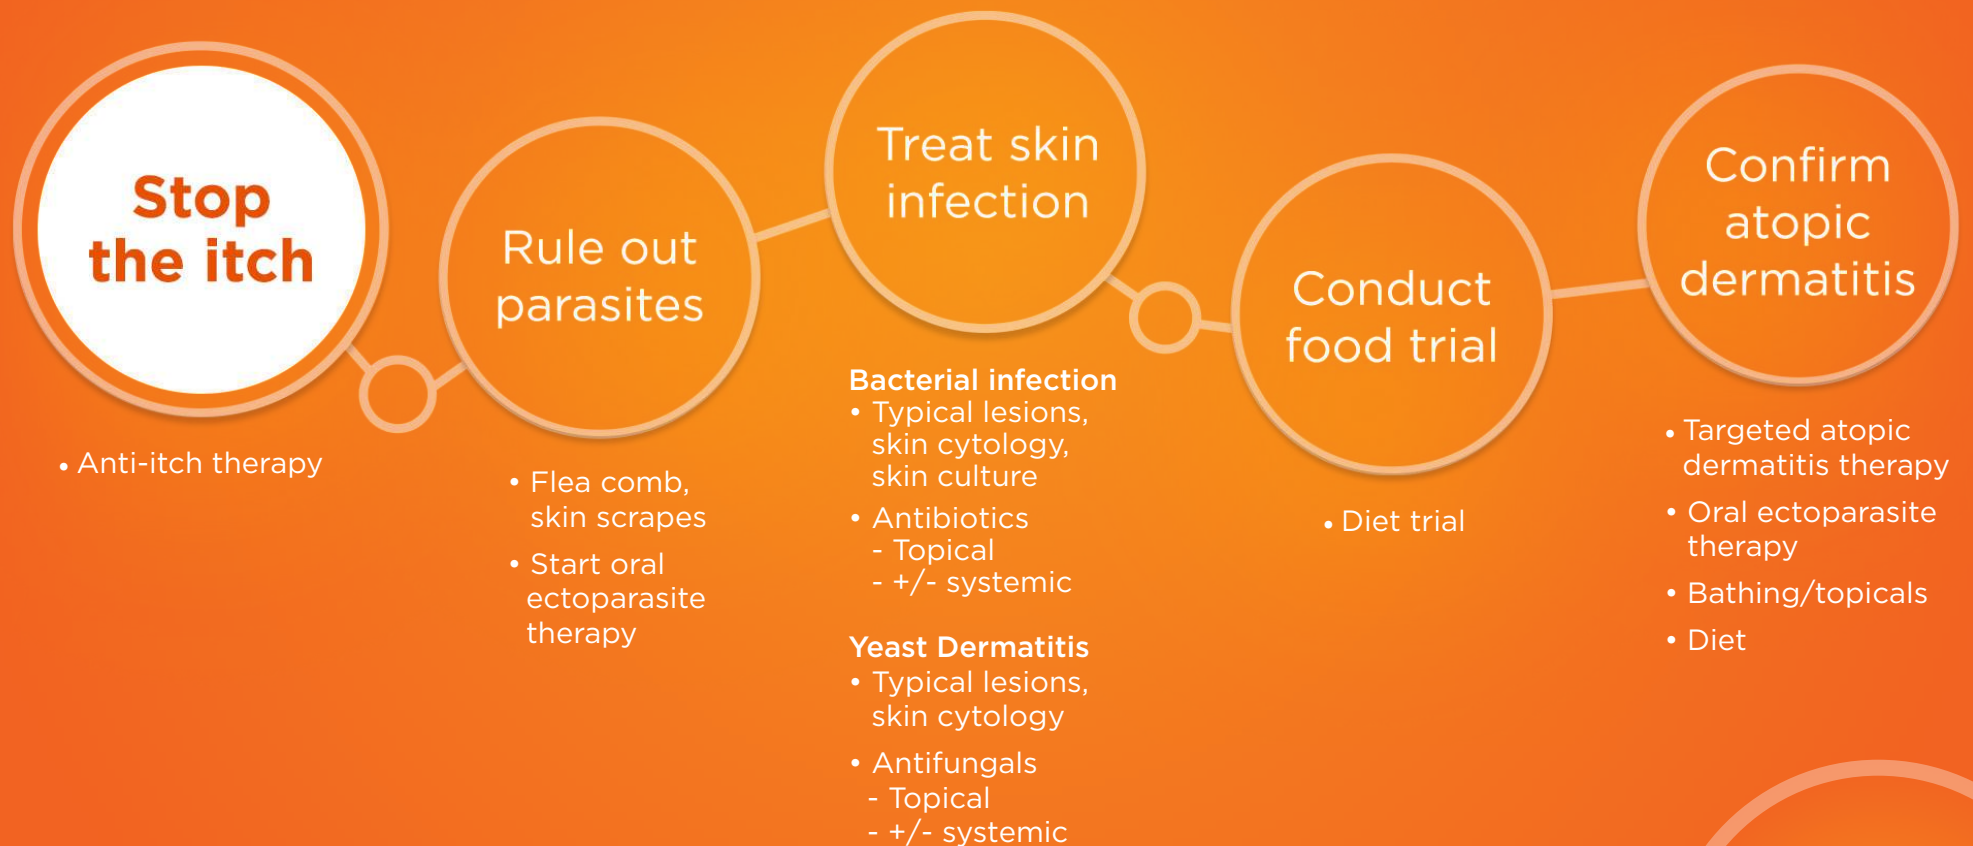 Stop
the itch
• Anti-itch therapy
Rule out
parasites
• Flea comb,
skin scrapes
• Start oral
ectoparasite
therapy
Treat skin
infection
Bacterial infection
• Typical lesions,
skin cytology,
skin culture
• Antibiotics
- Topical
- +/- systemic
Yeast Dermatitis
• Typical lesions,
skin cytology
• Antifungals
- Topical
- +/- systemic
Conduct
food trial
• Diet trial
Confirm
atopic
dermatitis
• Targeted atopic
dermatitis therapy
• Oral ectoparasite
therapy
• Bathing/topicals
• Diet